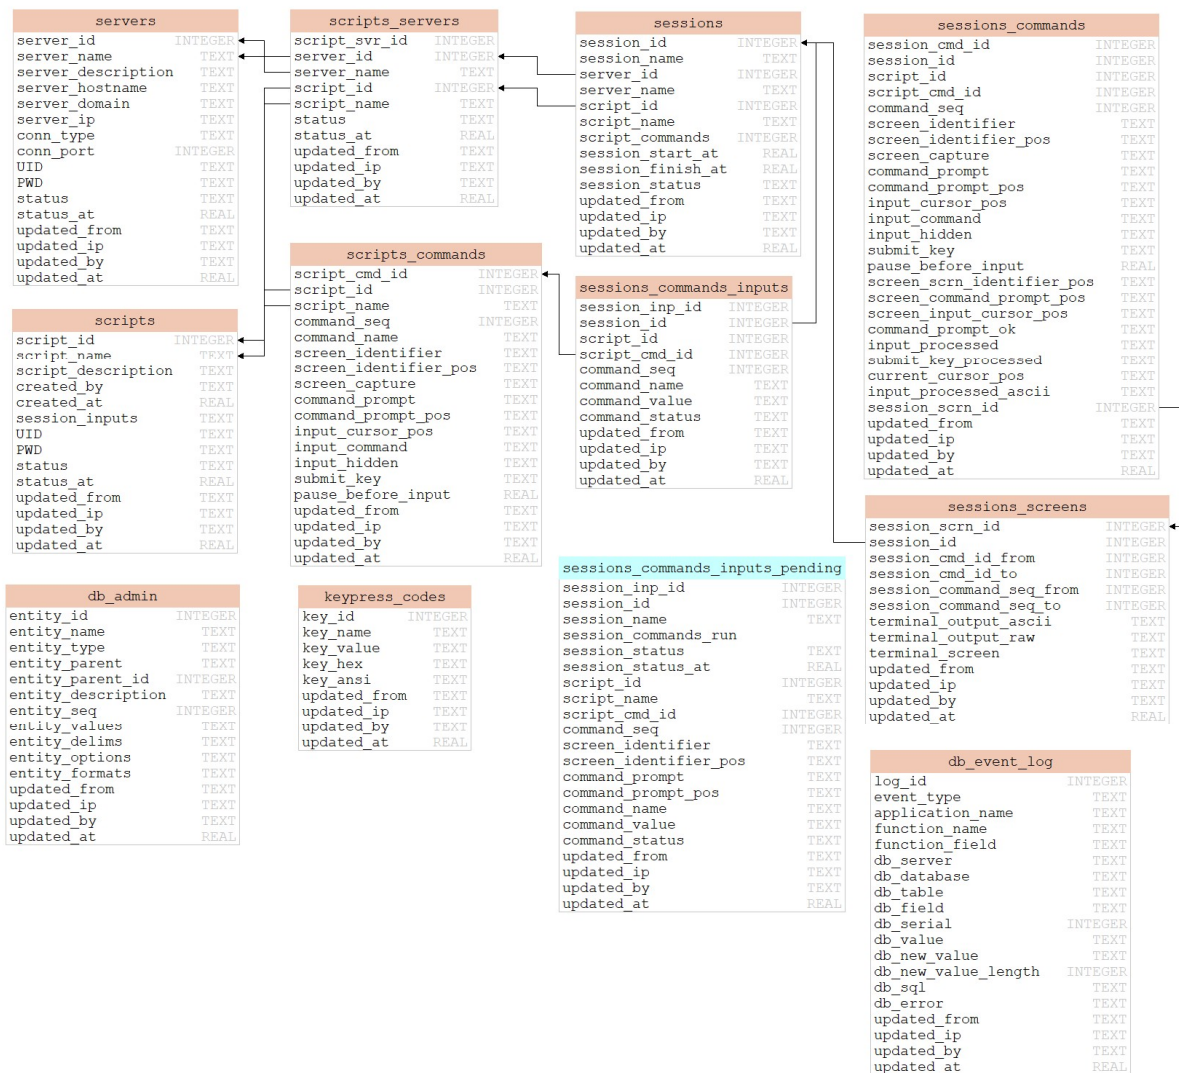 servers
server_id INTEGER
server_name TEXT
server_description TEXT
server_hostname TEXT
server_domain TEXT
server_ip TEXT
conn_type TEXT
conn_port INTEGER
UID TEXT
PWD TEXT
status TEXT
status_at REAL
updated_from TEXT
updated_ip TEXT
updated_by TEXT
updated_at REAL
scripts
script_id INTEGER
script_name TEXT
script_description TEXT
created_by TEXT
created_at REAL
session_inputs TEXT
UID TEXT
PWD TEXT
status TEXT
status_at REAL
updated_from TEXT
updated_ip TEXT
updated_by TEXT
updated_at REAL
db_admin
entity_id INTEGER
entity_name TEXT
entity_type TEXT
entity_parent TEXT
entity_parent_id INTEGER
entity_description TEXT
entity_seq INTEGER
entity_values TEXT
entity_delims TEXT
entity_options TEXT
entity_formats TEXT
updated_from TEXT
updated_ip TEXT
updated_by TEXT
updated_at REAL
scripts_servers
script_svr_id INTEGER
server_id INTEGER
server_name TEXT
script_id INTEGER
script_name TEXT
status TEXT
status_at REAL
updated_from TEXT
updated_ip TEXT
updated_by TEXT
updated_at REAL
scripts_commands
script_cmd_id INTEGER
script_id INTEGER
script_name TEXT
command_seq INTEGER
command_name TEXT
screen_identifier TEXT
screen_identifier_pos TEXT
screen_capture TEXT
command_prompt TEXT
command_prompt_pos TEXT
input_cursor_pos TEXT
input_command TEXT
input_hidden TEXT
submit_key TEXT
pause_before_input REAL
updated_from TEXT
updated_ip TEXT
updated_by TEXT
updated_at REAL
keypress_codes
key_id INTEGER
key_name TEXT
key_value TEXT
key_hex TEXT
key_ansi TEXT
updated_from TEXT
updated_ip TEXT
updated_by TEXT
updated_at REAL
sessions
session_id INTEGER
session_name TEXT
server_id INTEGER
server_name TEXT
script_id INTEGER
script_name TEXT
script_commands INTEGER
session_start_at REAL
session_finish_at REAL
session_status TEXT
updated_from TEXT
updated_ip TEXT
updated_by TEXT
updated_at REAL
sessions_commands_inputs
session_inp_id INTEGER
session_id INTEGER
script_id INTEGER
script_cmd_id INTEGER
command_seq INTEGER
command_name TEXT
command_value TEXT
command_status TEXT
updated_from TEXT
updated_ip TEXT
updated_by TEXT
updated_at REAL
sessions_commands_inputs_pending
session_inp_id INTEGER
session_id INTEGER
session_name TEXT
session_commands_run
session_status TEXT
session_status_at REAL
script_id INTEGER
script_name TEXT
script_cmd_id INTEGER
command_seq INTEGER
screen_identifier TEXT
screen_identifier_pos TEXT
command_prompt TEXT
command_prompt_pos TEXT
command_name TEXT
command_value TEXT
command_status TEXT
updated_from TEXT
updated_ip TEXT
updated_by TEXT
updated_at REAL
sessions_commands
session_cmd_id INTEGER
session_id INTEGER
script_id INTEGER
script_cmd_id INTEGER
command_seq INTEGER
screen_identifier TEXT
screen_identifier_pos TEXT
screen_capture TEXT
command_prompt TEXT
command_prompt_pos TEXT
input_cursor_pos TEXT
input_command TEXT
input_hidden TEXT
submit_key TEXT
pause_before_input REAL
screen_scrn_identifier_pos TEXT
screen_command_prompt_pos TEXT
screen_input_cursor_pos TEXT
command_prompt_ok TEXT
input_processed TEXT
submit_key_processed TEXT
current_cursor_pos TEXT
input_processed_ascii TEXT
session_scrn_id INTEGER
updated_from TEXT
updated_ip TEXT
updated_by TEXT
updated_at REAL
sessions_screens
session_scrn_id INTEGER
session_id INTEGER
session_cmd_id_from INTEGER
session_cmd_id_to INTEGER
session_command_seq_from INTEGER
session_command_seq_to INTEGER
terminal_output_ascii TEXT
terminal_output_raw TEXT
terminal_screen TEXT
updated_from TEXT
updated_ip TEXT
updated_by TEXT
updated_at REAL
db_event_log
log_id INTEGER
event_type TEXT
application_name TEXT
function_name TEXT
function_field TEXT
db_server TEXT
db_database TEXT
db_table TEXT
db_field TEXT
db_serial INTEGER
db_value TEXT
db_new_value TEXT
db_new_value_length INTEGER
db_sql TEXT
db_error TEXT
updated_from TEXT
updated_ip TEXT
updated_by TEXT
updated_at REAL